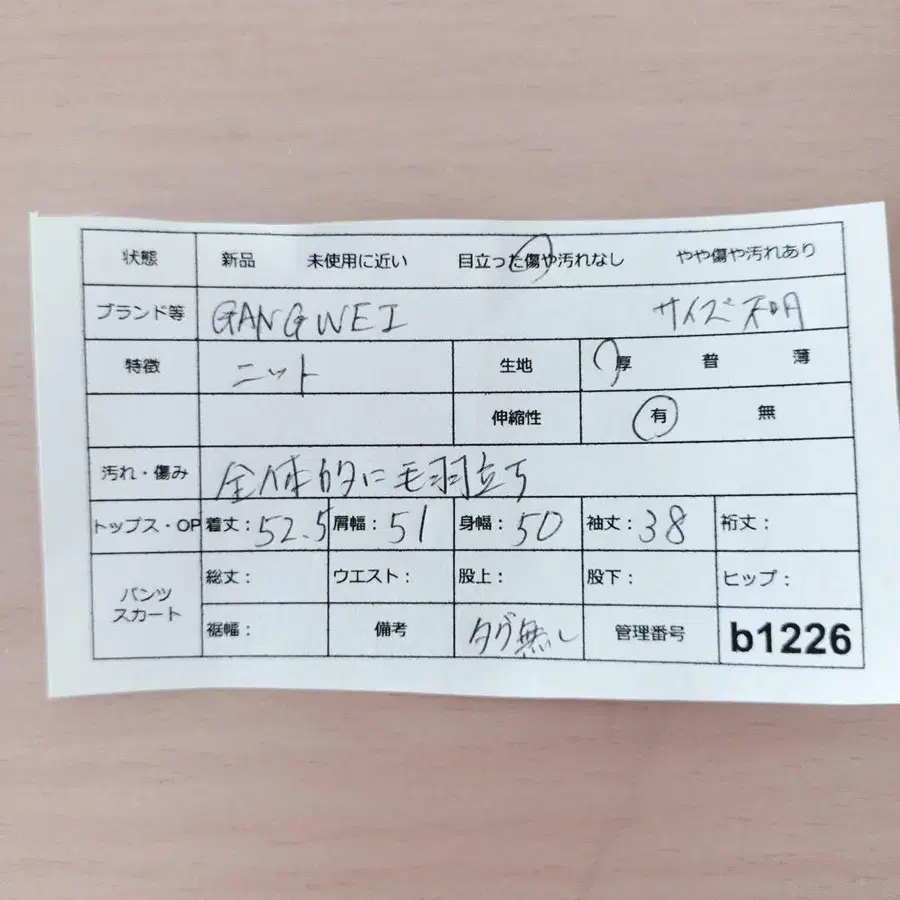 状態 新品 未使用に近い 目立った傷や汚れなし やや傷や汚れあり
ブランド等 GANGWEI サイズ不明
特徴 ニット 生地 厚 普 薄
伸縮性 有 無
汚れ・傷み 全体的に毛羽立ち
トップス・OP 着丈：52.5 肩幅：51 身幅：50 袖丈：38 裄丈：
パンツ スカート 総丈： ウエスト： 股上： 股下： ヒップ：
裾幅： 備考 タグ無し 管理番号 b1226